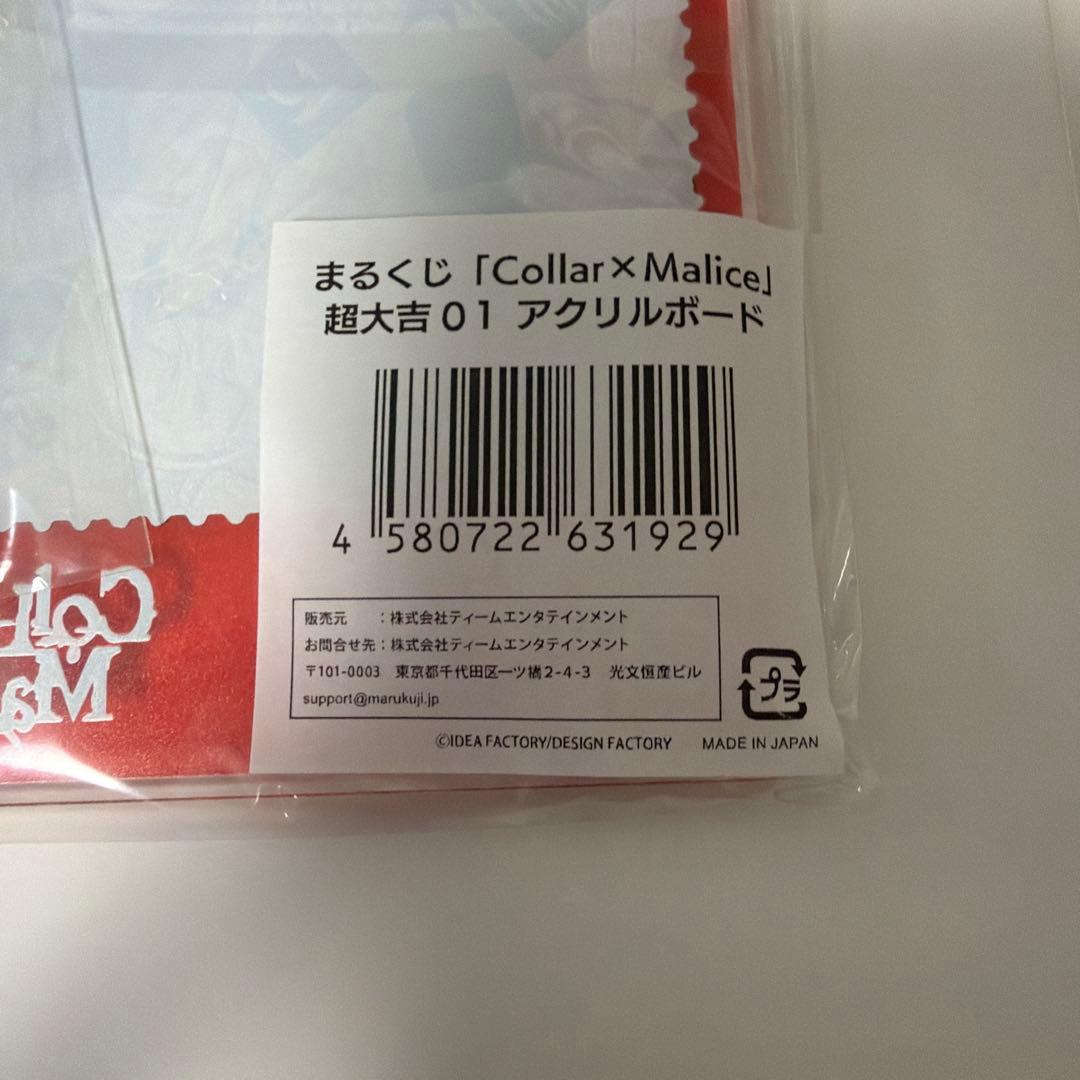 まるくじ「Collar×Malice」
超大吉01 アクリルボード
4 580722 631929
販売元　：株式会社ティームエンタテインメント
お問合せ先：株式会社ティームエンタテインメント
〒101-0003　東京都千代田区一ツ橋2-4-3　光文恒産ビル
support@marukuji.jp
プラ
©IDEA FACTORY/DESIGN FACTORY　MADE IN JAPAN